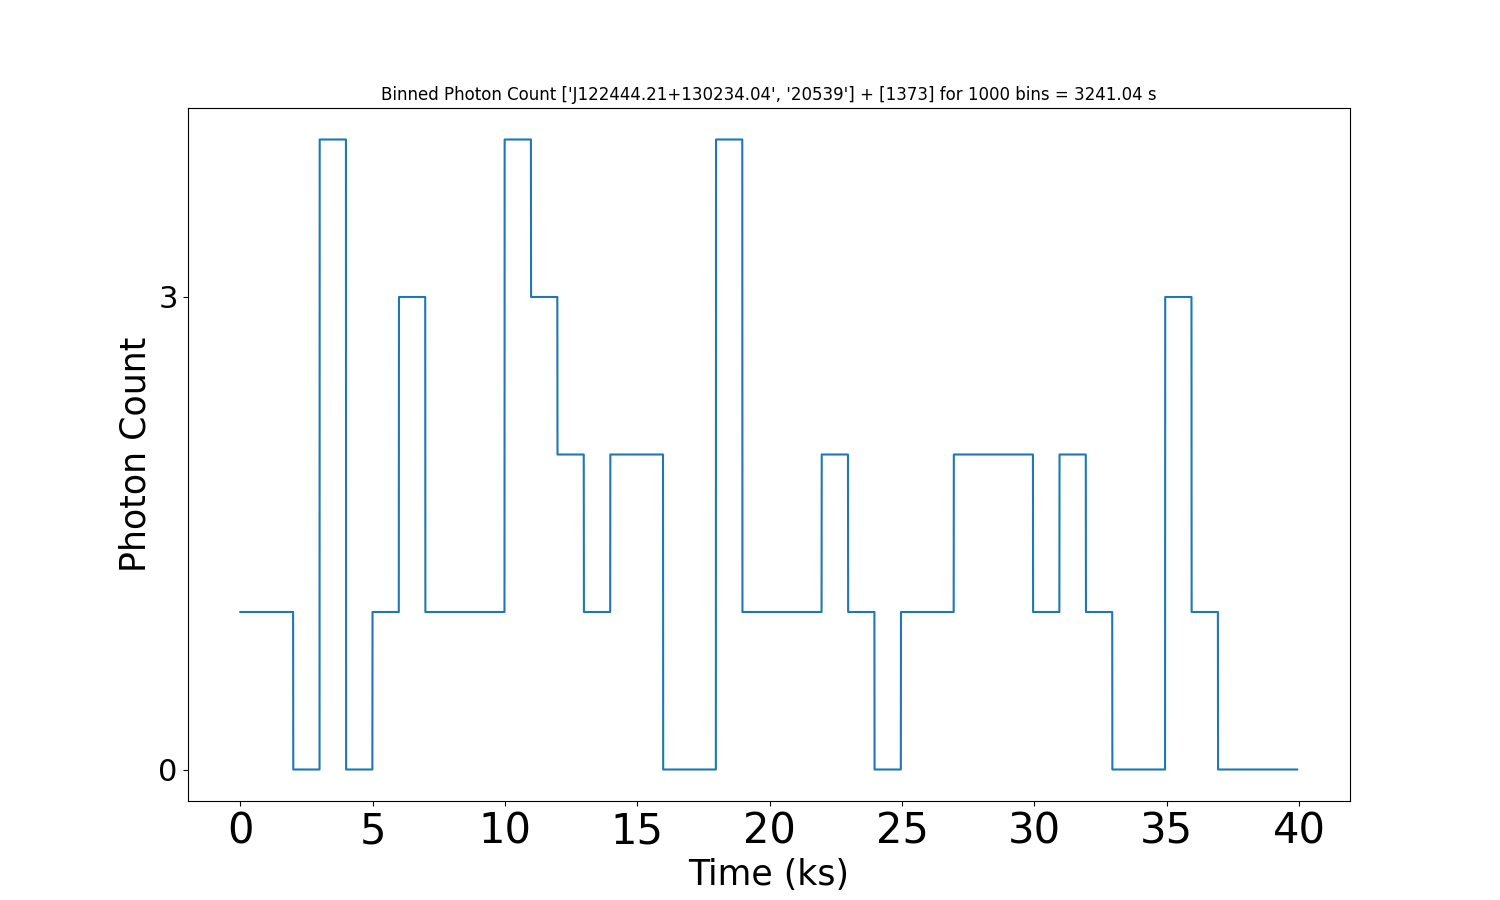 Binned Photon Count ['J122444.21+130234.04', '20539'] + [1373] for 1000 bins = 3241.04 s
3
Photon Count
0
0 5 10 15 20 25 30 35 40
Time (ks)